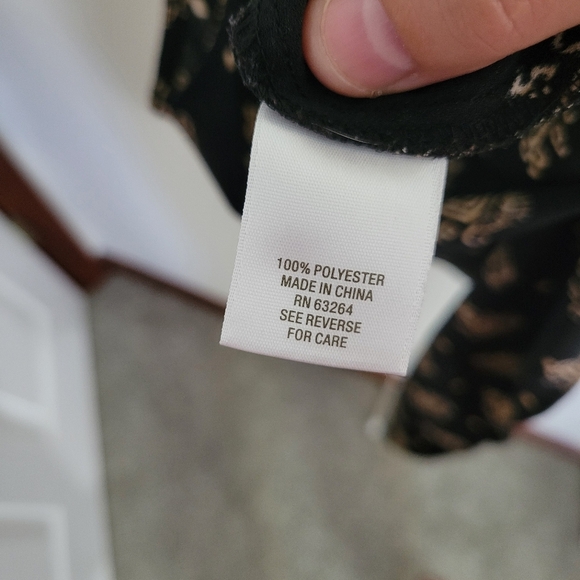 100% POLYESTER
MADE IN CHINA
RN 63264
SEE REVERSE
FOR CARE